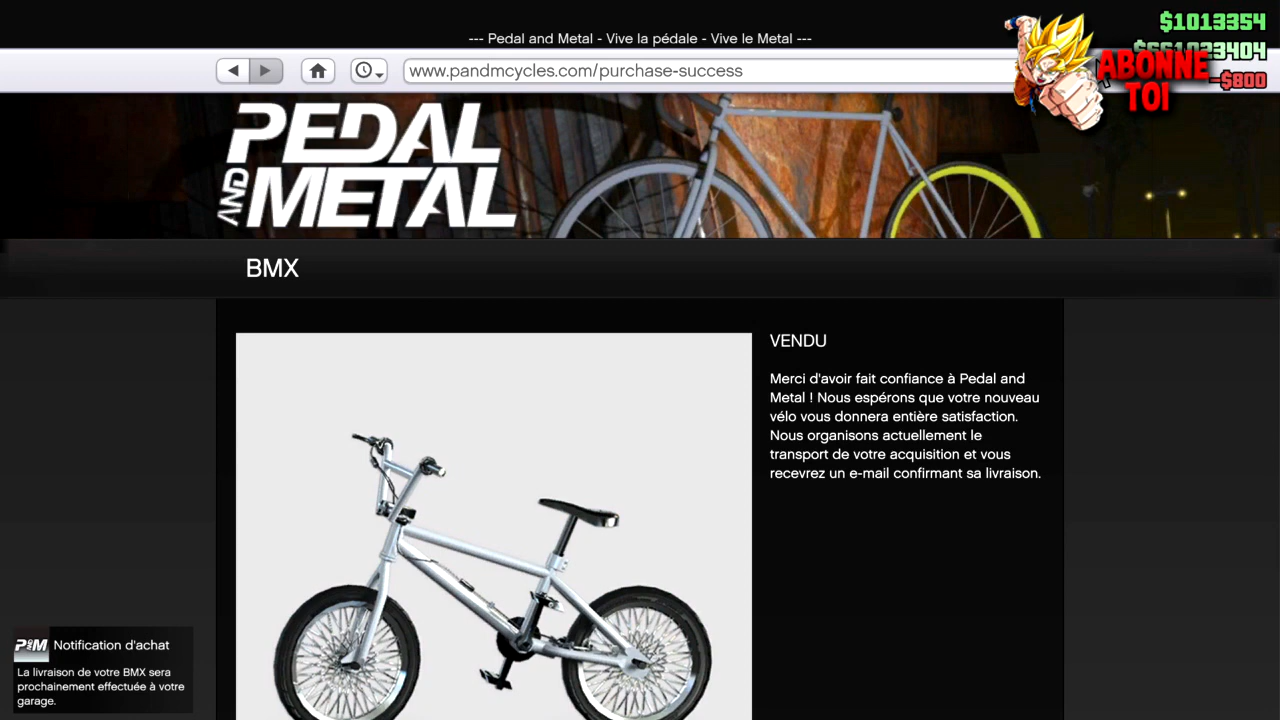 --- Pedal and Metal - Vive la pédale - Vive le Metal ---
$1013354
www.pandmcycles.com/purchase-success
-$800
ABONNE
TOI
PEDAL
AND
METAL
BMX
VENDU
Merci d'avoir fait confiance à Pedal and
Metal ! Nous espérons que votre nouveau
vélo vous donnera entière satisfaction.
Nous organisons actuellement le
transport de votre acquisition et vous
recevrez un e-mail confirmant sa livraison.
Notification d'achat
La livraison de votre BMX sera
prochainement effectuée à votre
garage.